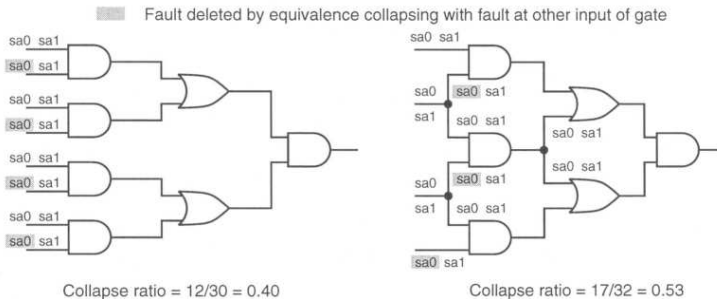 Fault deleted by equivalence collapsing with fault at other input of gate
sa0 sa1
sa0 sa1
sa0 sa1
sa0 sa1
sa0 sa1
sa0 sa1
sa0 sa1
sa0 sa1
Collapse ratio = 12/30 = 0.40
sa0 sa1
sa0
sa0 sa1
sa1
sa0 sa1
sa0 sa1
sa0 sa1
sa0
sa0 sa1
sa1
sa0 sa1
sa0 sa1
Collapse ratio = 17/32 = 0.53